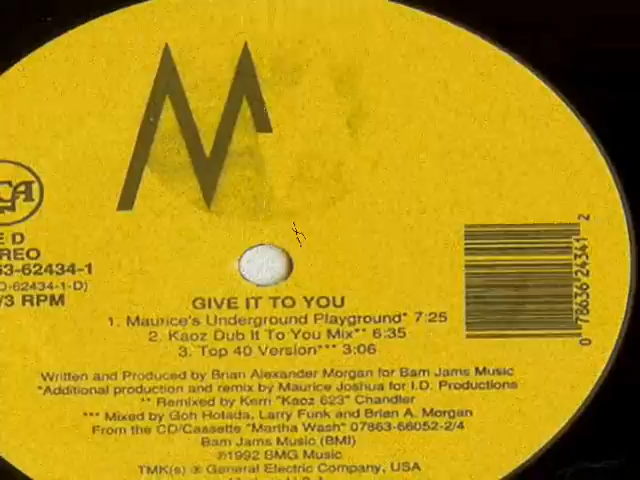 RCA
E D
REO
63-62434-1
-62434-1-D)
/3 RPM
GIVE IT TO YOU
1. Maurice's Underground Playground* 7:25
2. Kaoz Dub It To You Mix** 6:35
3. Top 40 Version*** 3:06
Written and Produced by Brian Alexander Morgan for Bam Jams Music
*Additional production and remix by Maurice Joshua for I.D. Productions
** Remixed by Kerri "Kaoz 623" Chandler
*** Mixed by Goh Hotada, Larry Funk and Brian A. Morgan
From the CD/Cassette "Martha Wash" 07863-66052-2/4
Bam Jams Music (BMI)
©1992 BMG Music
TMK(s) ® General Electric Company, USA
0 78636 24341 2